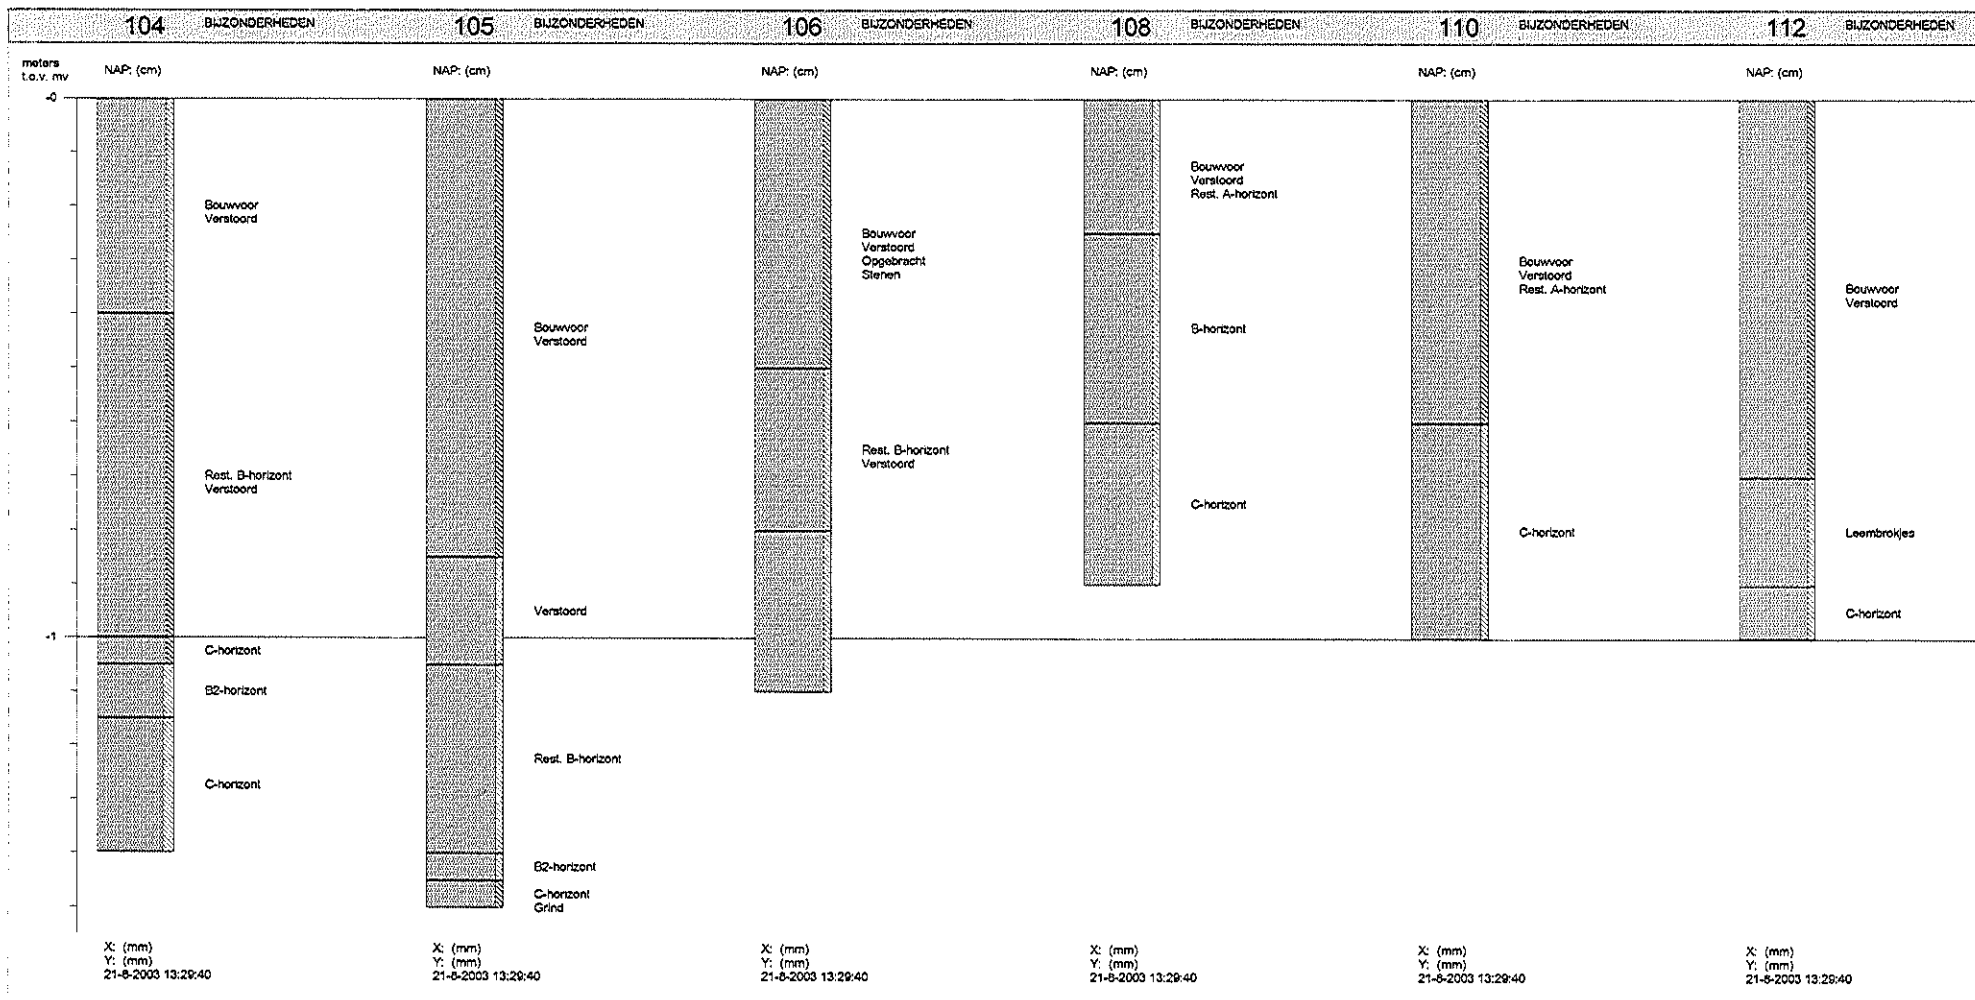 104 BIJZONDERHEDEN 105 BIJZONDERHEDEN 106 BIJZONDERHEDEN 108 BIJZONDERHEDEN 110 BIJZONDERHEDEN 112 BIJZONDERHEDEN
meters
t.o.v. mv
NAP: (cm) NAP: (cm) NAP: (cm) NAP: (cm) NAP: (cm) NAP: (cm)
-0
-1
Bouwvoor
Verstoord
Rest. B-horizont
Verstoord
C-horizont
B2-horizont
C-horizont
Bouwvoor
Verstoord
Verstoord
Rest. B-horizont
B2-horizont
C-horizont
Grind
Bouwvoor
Verstoord
Opgebracht
Stenen
Rest. B-horizont
Verstoord
Bouwvoor
Verstoord
Rest. A-horizont
B-horizont
C-horizont
Bouwvoor
Verstoord
Rest. A-horizont
C-horizont
Bouwvoor
Verstoord
Leembrokjes
C-horizont
X: (mm) X: (mm) X: (mm) X: (mm) X: (mm) X: (mm)
Y: (mm) Y: (mm) Y: (mm) Y: (mm) Y: (mm) Y: (mm)
21-8-2003 13:29:40 21-8-2003 13:29:40 21-8-2003 13:29:40 21-8-2003 13:29:40 21-8-2003 13:29:40 21-8-2003 13:29:40